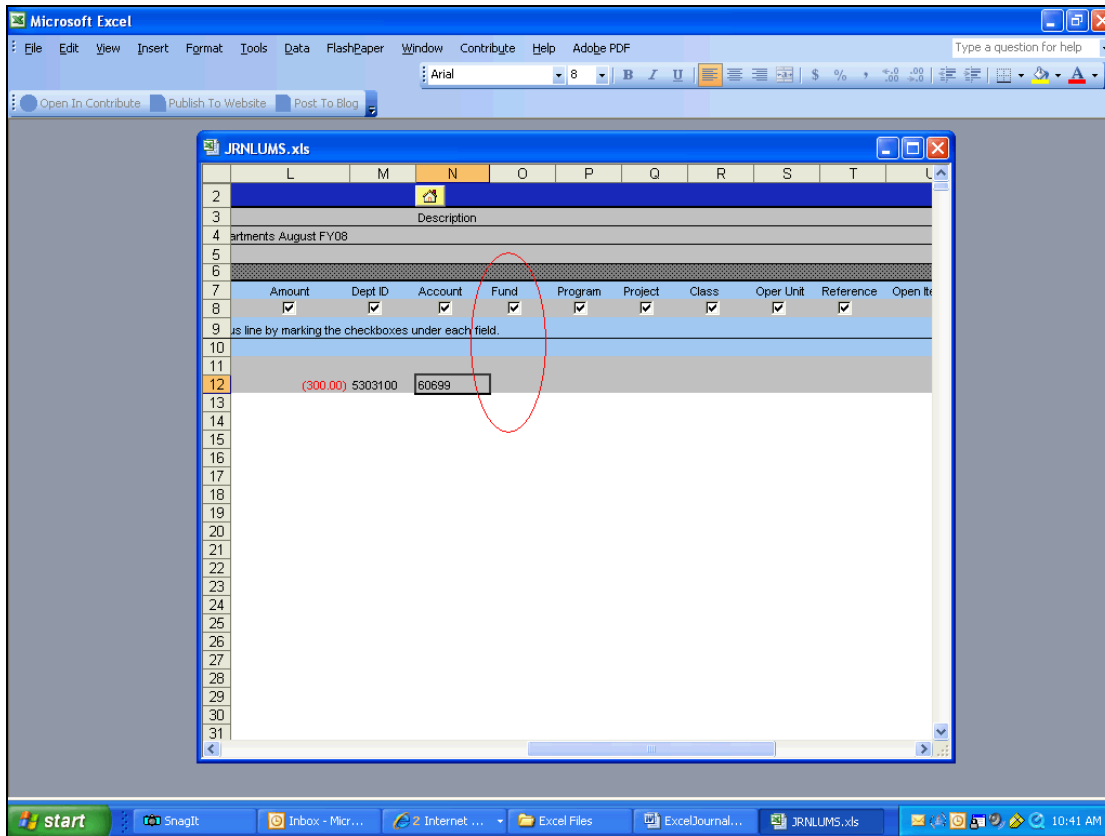 Microsoft Excel
File Edit View Insert Format Tools Data FlashPaper Window Contribute Help Adobe PDF Type a question for help
Arial 8 B I U $ % ,
Open In Contribute Publish To Website Post To Blog
JRNLUMS.xls
L M N O P Q R S T U
2
3 Description
4 artments August FY08
5
6
7 Amount Dept ID Account Fund Program Project Class Oper Unit Reference Open Ite
8
9 us line by marking the checkboxes under each field.
10
11
12 (300.00) 5303100 60699
13
14
15
16
17
18
19
20
21
22
23
24
25
26
27
28
29
30
31
start SnagIt Inbox - Micr... 2 Internet ... Excel Files ExcelJournal... JRNLUMS.xls 10:41 AM